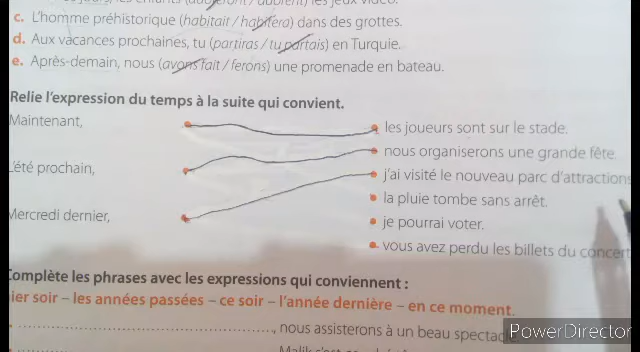 les jeux vidéo.
c. L'homme préhistorique (habitait / habitera) dans des grottes.
d. Aux vacances prochaines, tu (partiras / tu partais) en Turquie.
e. Après-demain, nous (avons fait / ferons) une promenade en bateau.
Relie l'expression du temps à la suite qui convient.
Maintenant,
les joueurs sont sur le stade.
nous organiserons une grande fête.
L'été prochain,
j'ai visité le nouveau parc d'attractions
la pluie tombe sans arrêt.
Mercredi dernier,
je pourrai voter.
vous avez perdu les billets du concert
Complète les phrases avec les expressions qui conviennent :
ier soir – les années passées – ce soir – l'année dernière – en ce moment.
, nous assisterons à un beau spectac
PowerDirector